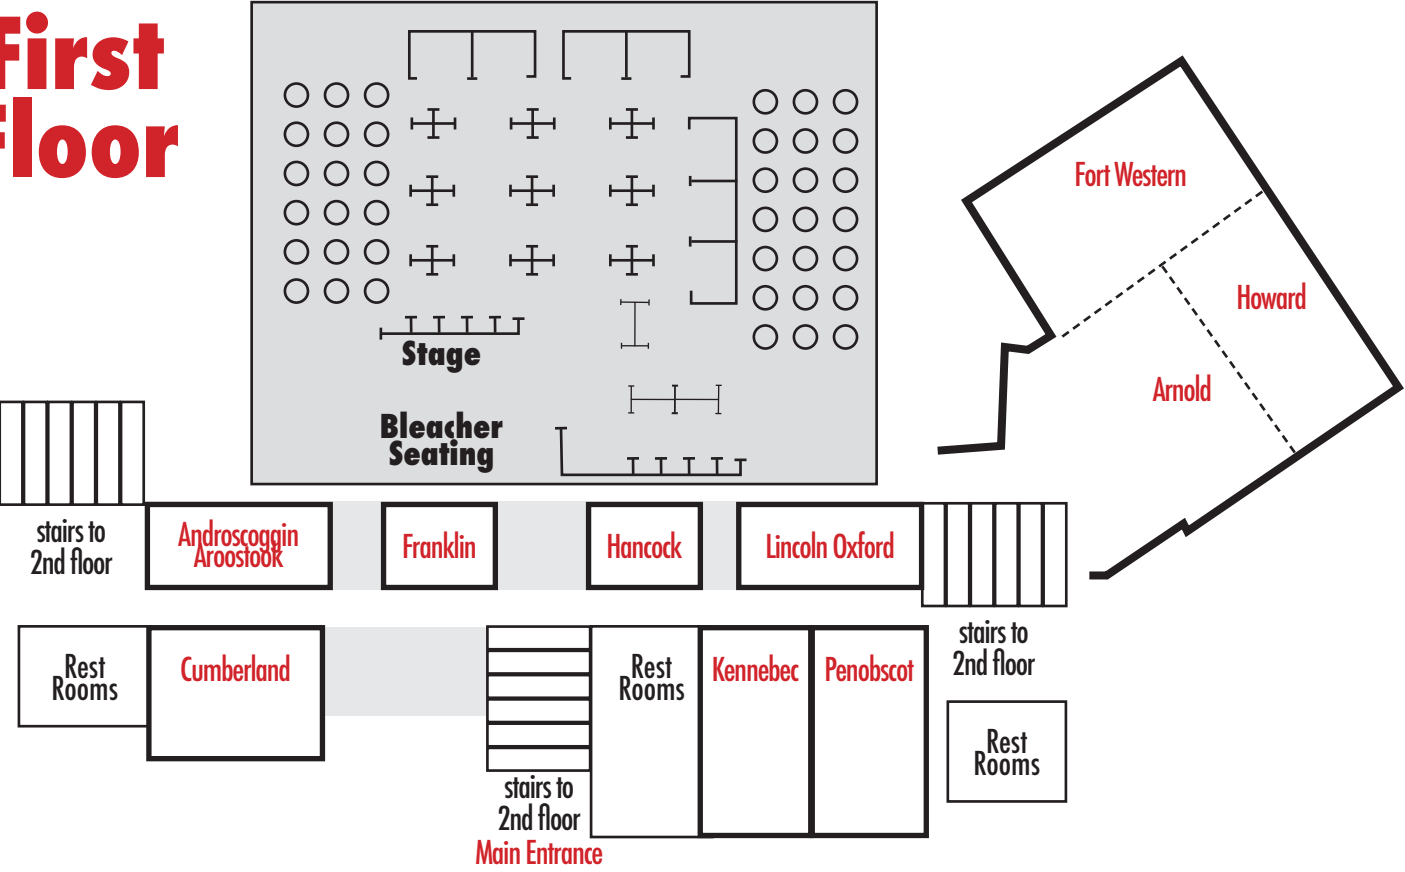 First
Floor
Fort Western
Howard
Arnold
Stage
Bleacher
Seating
stairs to
2nd floor
Androscoggin
Aroostook
Franklin
Hancock
Lincoln Oxford
stairs to
2nd floor
Rest
Rooms
Cumberland
Rest
Rooms
Kennebec
Penobscot
Rest
Rooms
stairs to
2nd floor
Main Entrance